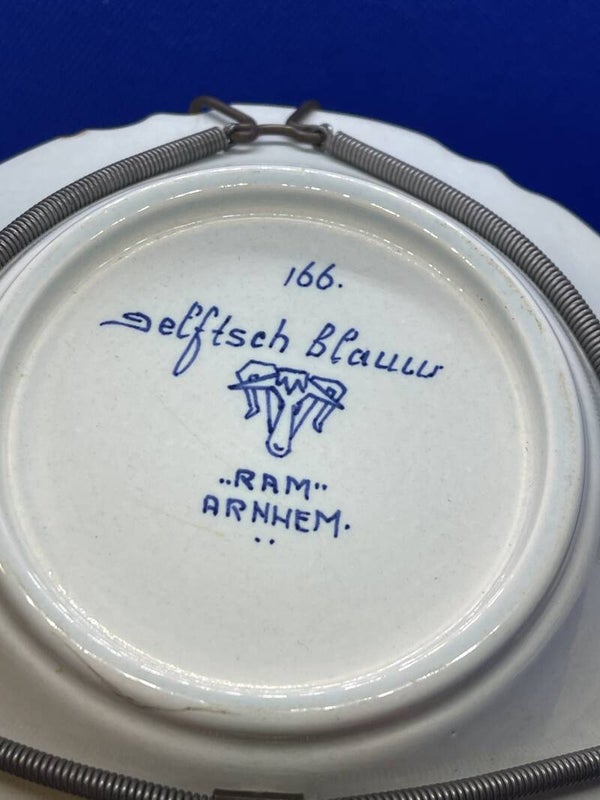 166.
Delftsch blauw
„RAM"
ARNHEM.